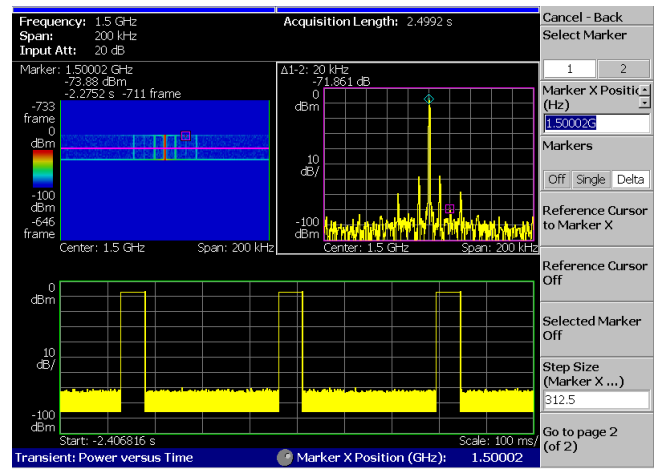 Frequency: 1.5 GHz
Span: 200 kHz
Input Att: 20 dB
Acquisition Length: 2.4992 s
Marker: 1.50002 GHz
-73.88 dBm
-2.2752 s -711 frame
-733
frame
0
dBm
-100
dBm
-646
frame
Center: 1.5 GHz Span: 200 kHz
Δ1-2: 20 kHz
-71.861 dB
0
dBm
10
dB/
-100
dBm
Center: 1.5 GHz Span: 200 kHz
0
dBm
10
dB/
-100
dBm
Start: -2.406816 s Scale: 100 ms/
Transient: Power versus Time Marker X Position (GHz): 1.50002
Cancel - Back
Select Marker
1 2
Marker X Positic
(Hz)
1.50002G
Markers
Off Single Delta
Reference Cursor
to Marker X
Reference Cursor
Off
Selected Marker
Off
Step Size
(Marker X ...)
312.5
Go to page 2
(of 2)